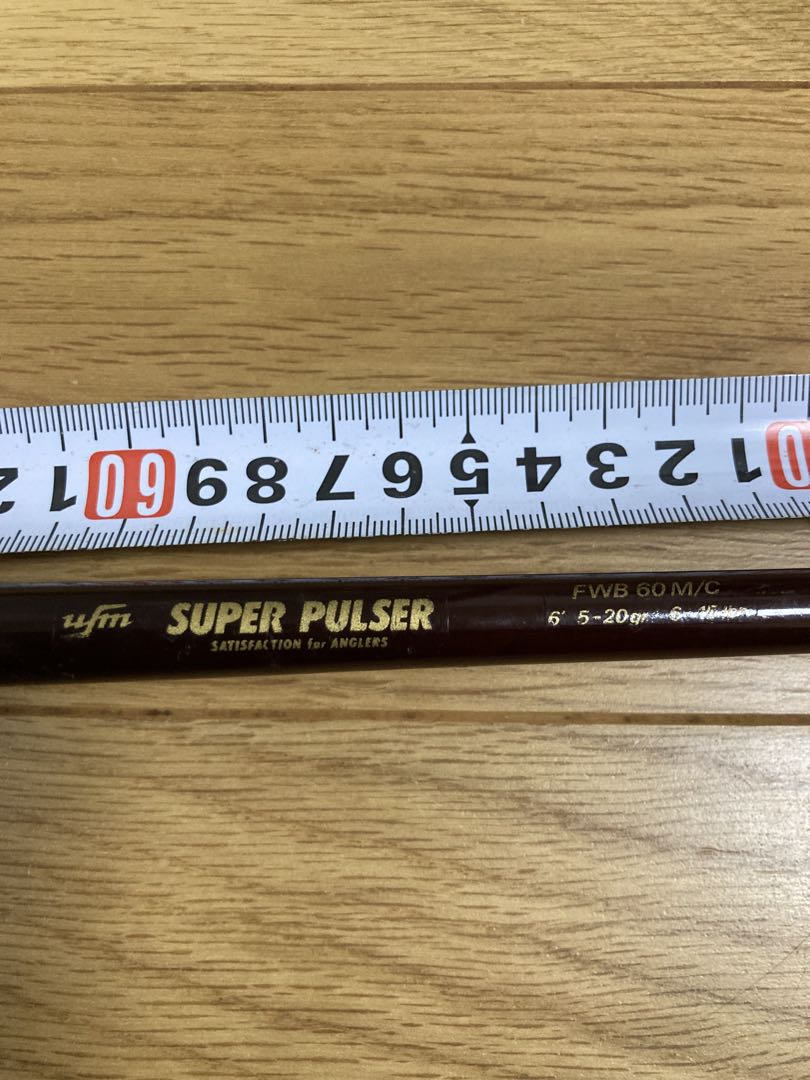 1 2 3 4 5 6 7 8 9 60 1 2
ufm SUPER PULSER
SATISFACTION for ANGLERS
FWB 60 M/C
6' 5-20gr